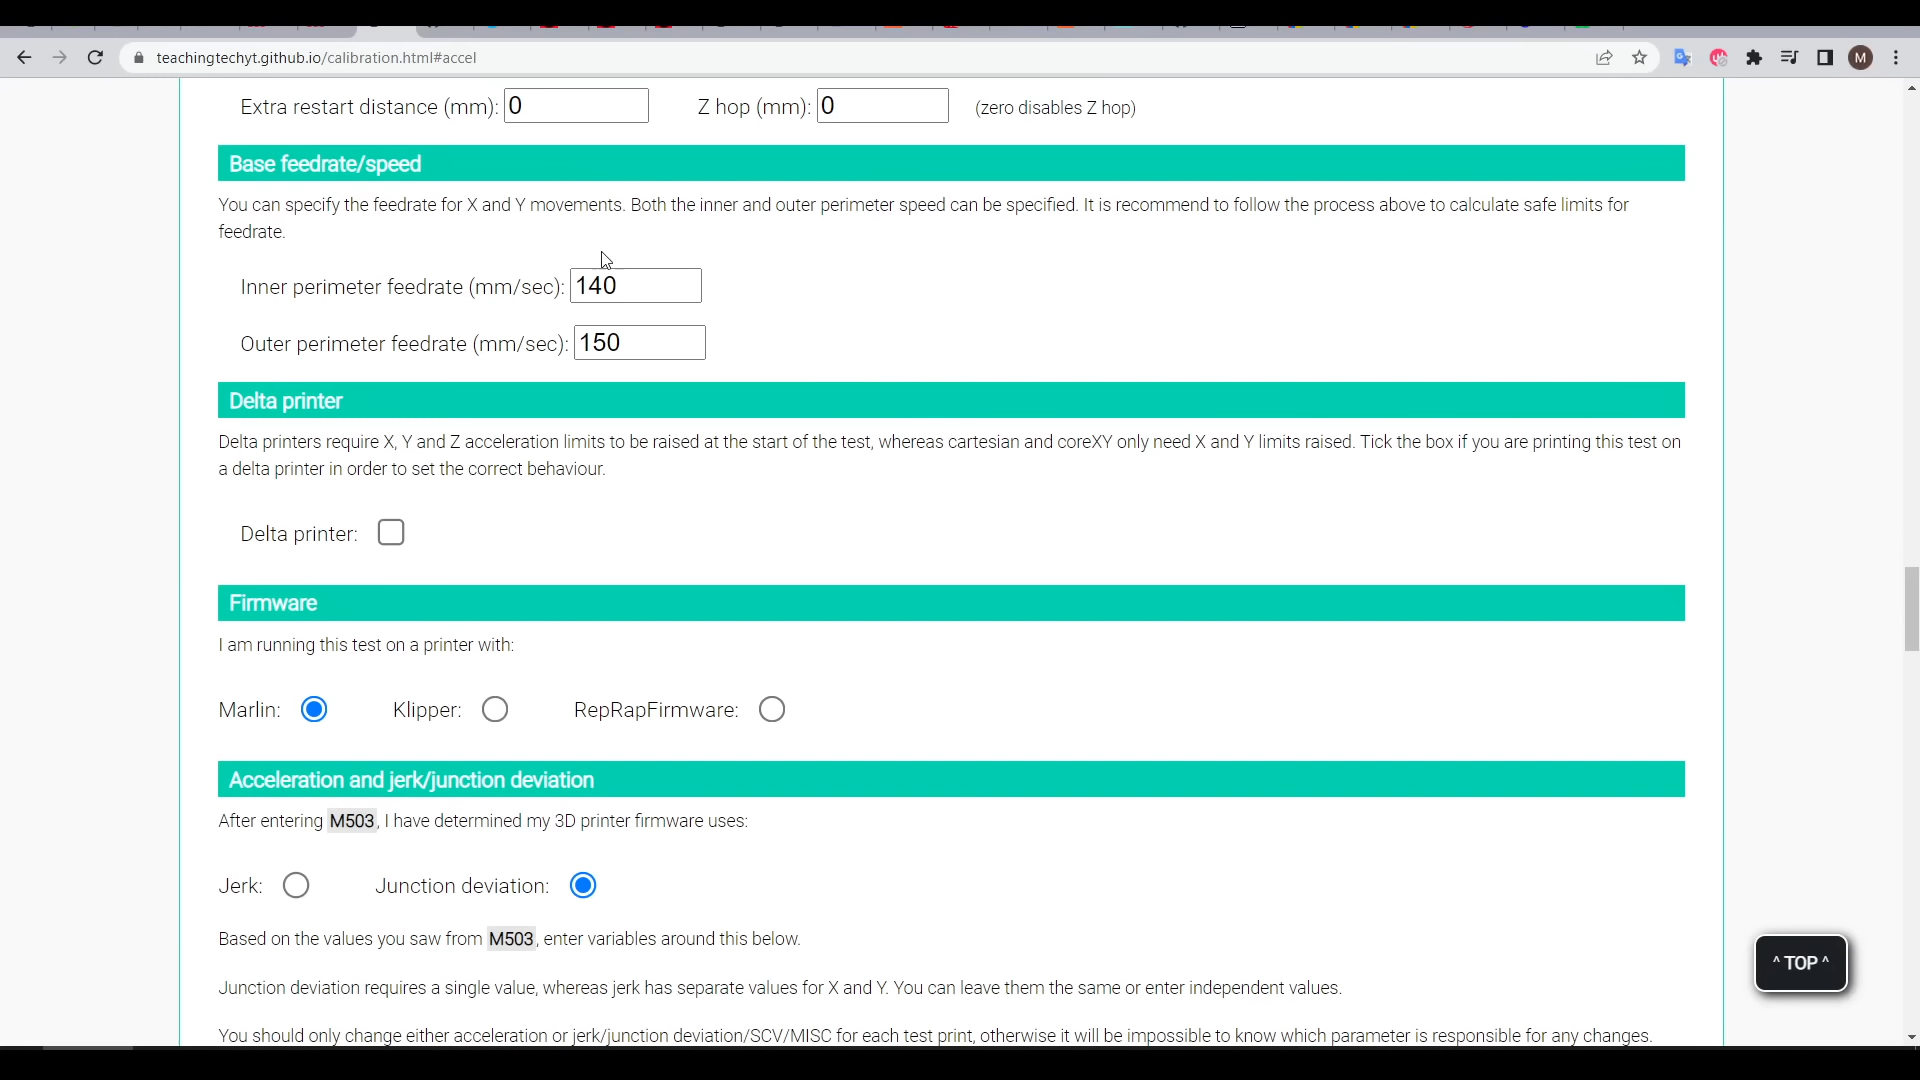 teachingtechyt.github.io/calibration.html#accel
M
Extra restart distance (mm): 0 Z hop (mm): 0 (zero disables Z hop)
Base feedrate/speed
You can specify the feedrate for X and Y movements. Both the inner and outer perimeter speed can be specified. It is recommend to follow the process above to calculate safe limits for
feedrate.
Inner perimeter feedrate (mm/sec): 140
Outer perimeter feedrate (mm/sec): 150
Delta printer
Delta printers require X, Y and Z acceleration limits to be raised at the start of the test, whereas cartesian and coreXY only need X and Y limits raised. Tick the box if you are printing this test on
a delta printer in order to set the correct behaviour.
Delta printer:
Firmware
I am running this test on a printer with:
Marlin: Klipper: RepRapFirmware:
Acceleration and jerk/junction deviation
After entering M503, I have determined my 3D printer firmware uses:
Jerk: Junction deviation:
Based on the values you saw from M503, enter variables around this below.
^ TOP ^
Junction deviation requires a single value, whereas jerk has separate values for X and Y. You can leave them the same or enter independent values.
You should only change either acceleration or jerk/junction deviation/SCV/MISC for each test print, otherwise it will be impossible to know which parameter is responsible for any changes.